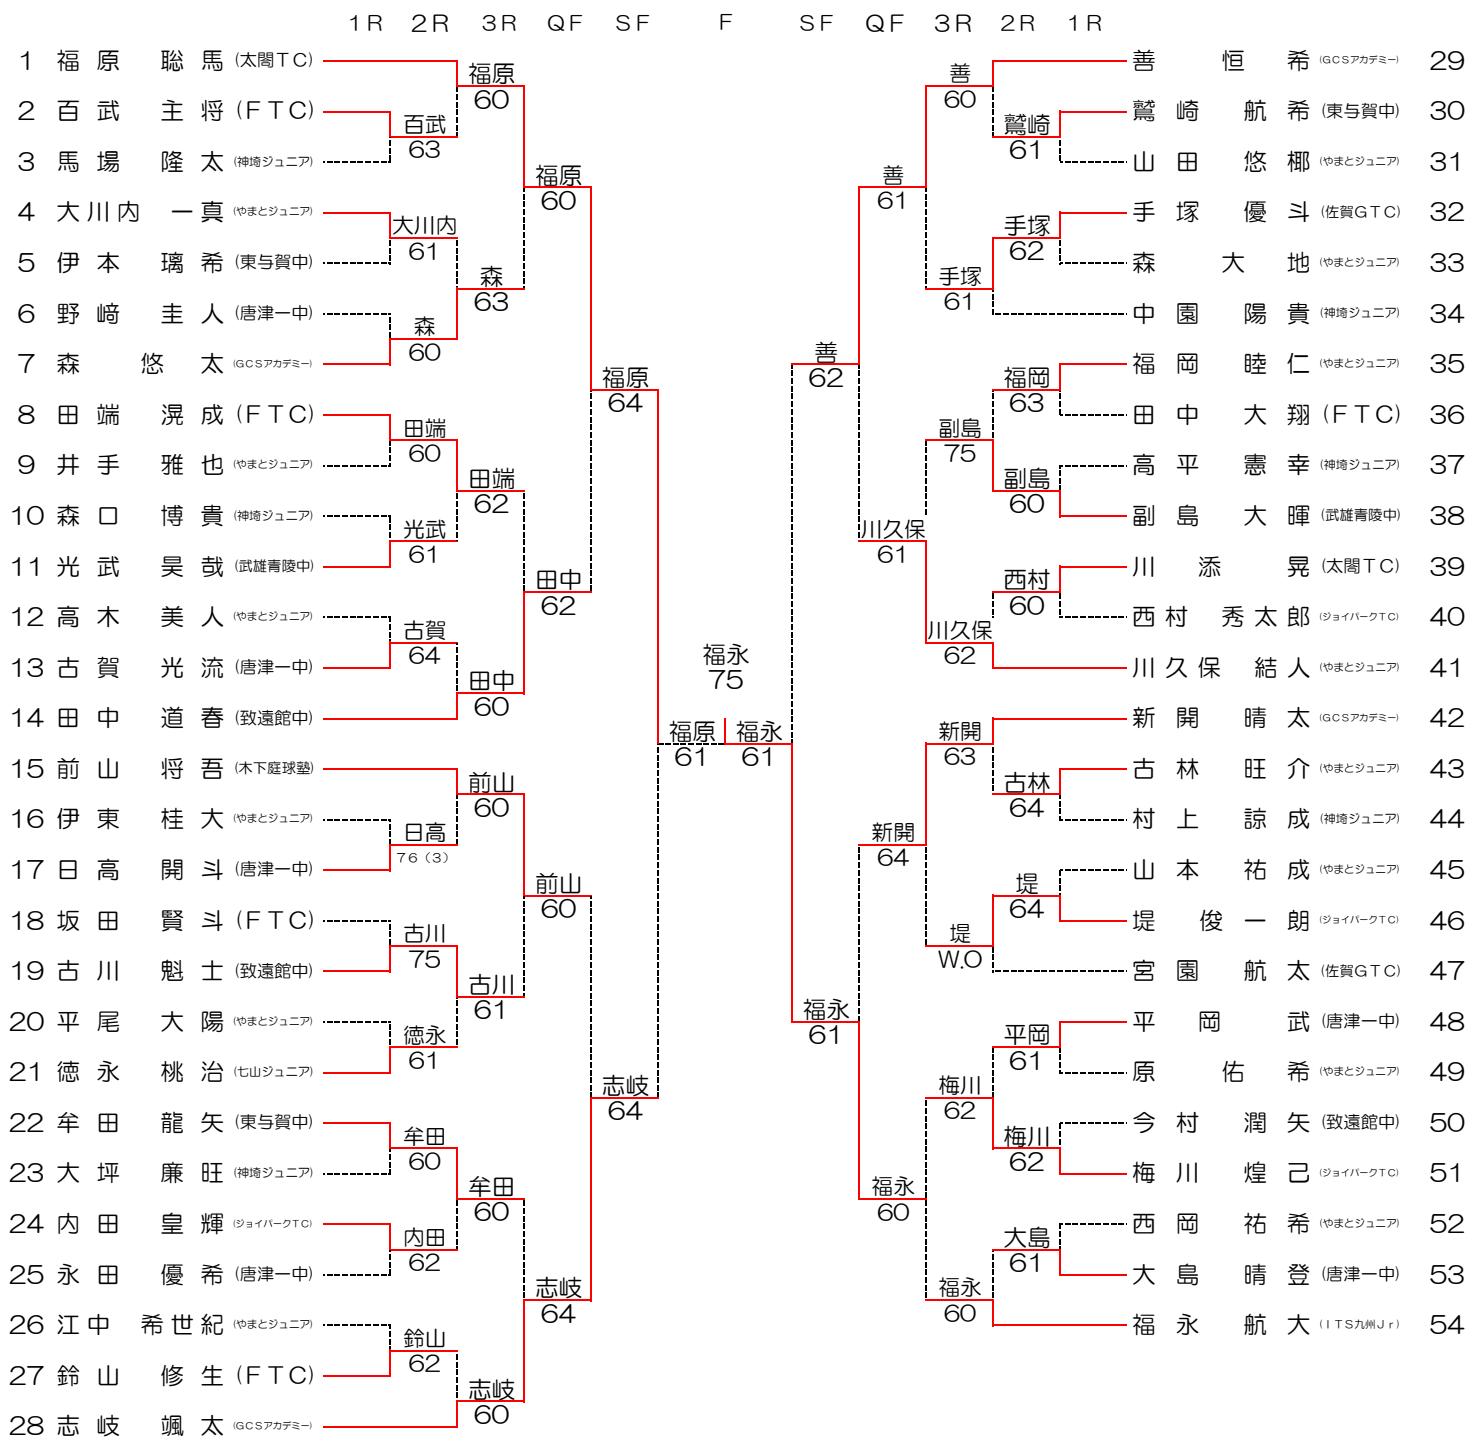 1R 2R 3R QF SF F SF QF 3R 2R 1R
1 福原 聡馬 (太閤TC)
2 百武 主将 (FTC)
3 馬場 隆太 (神埼ジュニア)
4 大川内 一真 (やまとジュニア)
5 伊本 璃希 (東与賀中)
6 野﨑 圭人 (唐津一中)
7 森 悠太 (GCSアカデミー)
8 田端 滉成 (FTC)
9 井手 雅也 (やまとジュニア)
10 森口 博貴 (神埼ジュニア)
11 光武 昊哉 (武雄青陵中)
12 高木 美人 (やまとジュニア)
13 古賀 光流 (唐津一中)
14 田中 道春 (致遠館中)
15 前山 将吾 (木下庭球塾)
16 伊東 桂大 (やまとジュニア)
17 日高 開斗 (唐津一中)
18 坂田 賢斗 (FTC)
19 古川 魁士 (致遠館中)
20 平尾 大陽 (やまとジュニア)
21 徳永 桃治 (七山ジュニア)
22 牟田 龍矢 (東与賀中)
23 大坪 廉旺 (神埼ジュニア)
24 内田 皇輝 (ジョイパークTC)
25 永田 優希 (唐津一中)
26 江中 希世紀 (やまとジュニア)
27 鈴山 修生 (FTC)
28 志岐 颯太 (GCSアカデミー)
百武
63
大川内
61
森
60
田端
60
光武
61
古賀
64
日高
76（3）
古川
75
徳永
61
牟田
60
内田
62
鈴山
62
福原
60
森
63
田端
62
田中
60
前山
60
古川
61
牟田
60
志岐
60
福原
60
田中
62
前山
60
志岐
64
福原
64
志岐
64
福原
61
福永
75
福永
61
善
62
福永
61
善
61
川久保
61
新開
64
福永
60
善
60
手塚
61
副島
75
川久保
62
新開
63
堤
W.O
梅川
62
福永
60
鷲崎
61
手塚
62
福岡
63
副島
60
西村
60
古林
64
堤
64
平岡
61
梅川
62
大島
61
善 恒希 (GCSアカデミー) 29
鷲崎 航希 (東与賀中) 30
山田 悠椰 (やまとジュニア) 31
手塚 優斗 (佐賀GTC) 32
森 大地 (やまとジュニア) 33
中園 陽貴 (神埼ジュニア) 34
福岡 睦仁 (やまとジュニア) 35
田中 大翔 (FTC) 36
高平 憲幸 (神埼ジュニア) 37
副島 大暉 (武雄青陵中) 38
川添 晃 (太閤TC) 39
西村 秀太郎 (ジョイパークTC) 40
川久保 結人 (やまとジュニア) 41
新開 晴太 (GCSアカデミー) 42
古林 旺介 (やまとジュニア) 43
村上 諒成 (神埼ジュニア) 44
山本 祐成 (やまとジュニア) 45
堤 俊一朗 (ジョイパークTC) 46
宮園 航太 (佐賀GTC) 47
平岡 武 (唐津一中) 48
原 佑希 (やまとジュニア) 49
今村 潤矢 (致遠館中) 50
梅川 煌己 (ジョイパークTC) 51
西岡 祐希 (やまとジュニア) 52
大島 晴登 (唐津一中) 53
福永 航大 (ITS九州Jr) 54